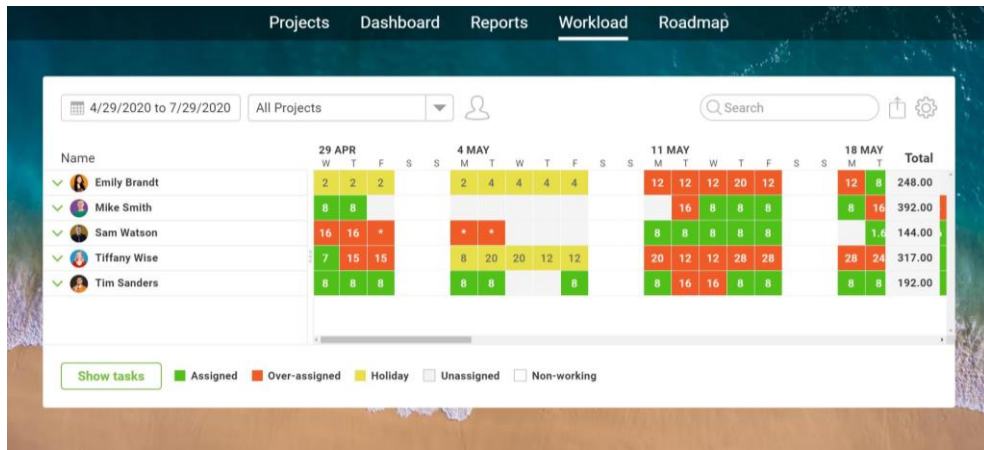 Projects Dashboard Reports Workload Roadmap
4/29/2020 to 7/29/2020 All Projects Search
29 APR 4 MAY 11 MAY 18 MAY
Name W T F S S M T W T F S S M T W T F S S M T Total
Emily Brandt 2 2 2 2 4 4 4 4 12 12 12 20 12 12 8 248.00
Mike Smith 8 8 16 8 8 8 8 16 392.00
Sam Watson 16 16 * * * 8 8 8 8 8 1.6 144.00
Tiffany Wise 7 15 15 8 20 20 12 12 20 12 12 28 28 28 24 317.00
Tim Sanders 8 8 8 8 8 8 8 16 16 8 8 8 8 192.00
Show tasks Assigned Over-assigned Holiday Unassigned Non-working